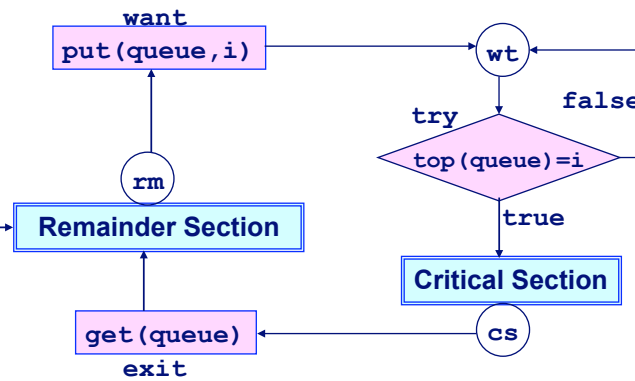 want
put(queue,i)
wt
try
false
top(queue)=i
rm
true
Remainder Section
Critical Section
get(queue)
cs
exit